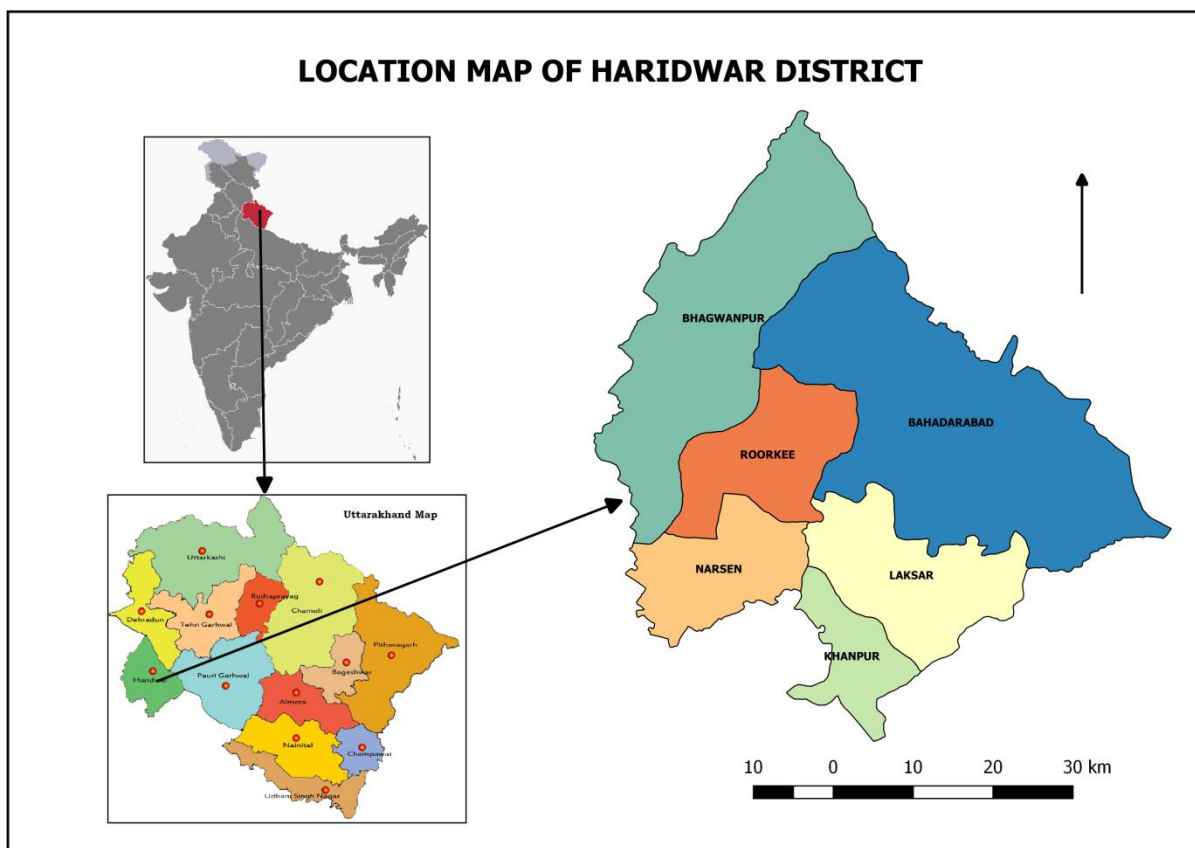 LOCATION MAP OF HARIDWAR DISTRICT
BHAGWANPUR
BAHADARABAD
ROORKEE
NARSEN
LAKSAR
KHANPUR
10 0 10 20 30 km
Uttarakhand Map
Uttarkashi
Rudraprayag
Chamoli
Dehradun
Tehri Garhwal
Pithoragarh
Haridwar
Pauri Garhwal
Bageshwar
Almora
Nainital
Champawat
Udham Singh Nagar